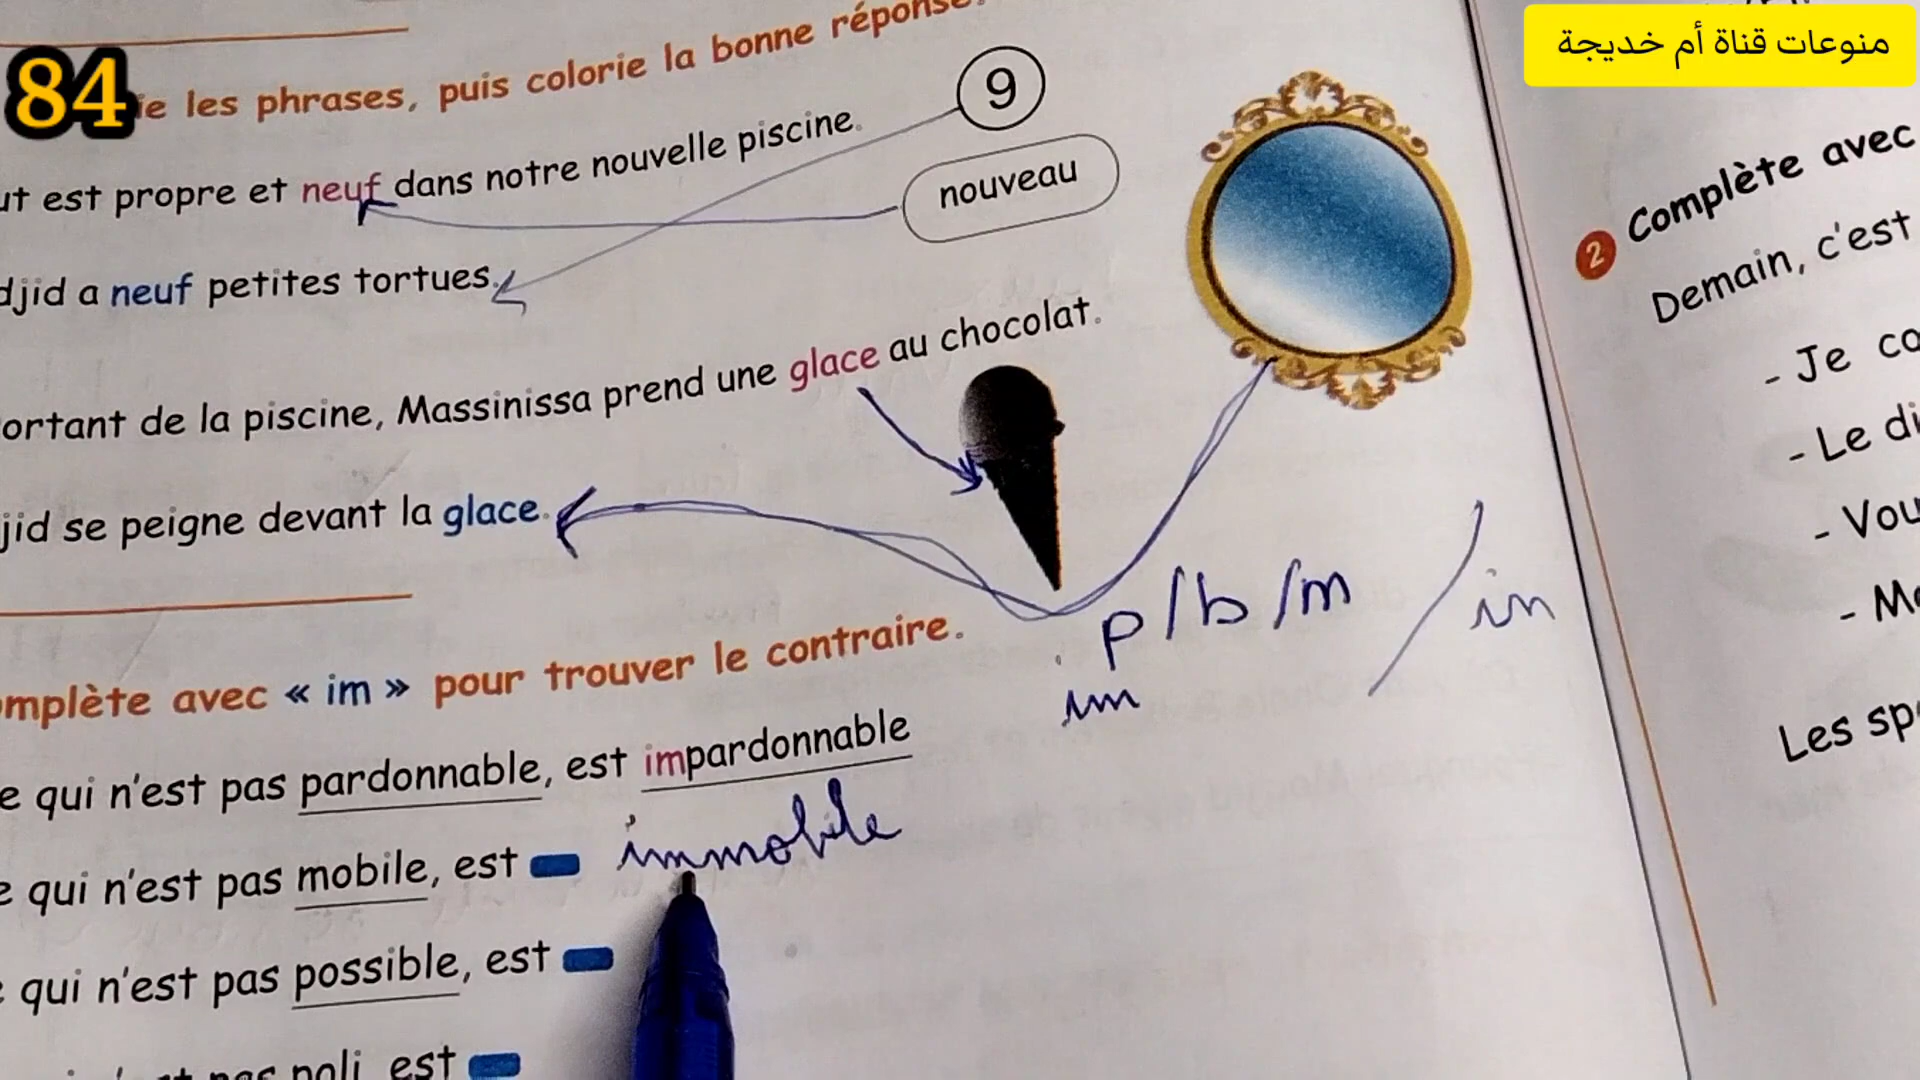 منوعات قناة أم خديجة
84
ie les phrases, puis colorie la bonne réponse.
ut est propre et neuf dans notre nouvelle piscine.
9
nouveau
djid a neuf petites tortues.
ortant de la piscine, Massinissa prend une glace au chocolat.
jid se peigne devant la glace.
p/b/m / in
im
omplète avec « im » pour trouver le contraire.
e qui n'est pas pardonnable, est impardonnable
e qui n'est pas mobile, est immobile
e qui n'est pas possible, est
poli, est
2 Complète avec
Demain, c'est
- Je co
- Le di
- Vou
- Mo
Les sp